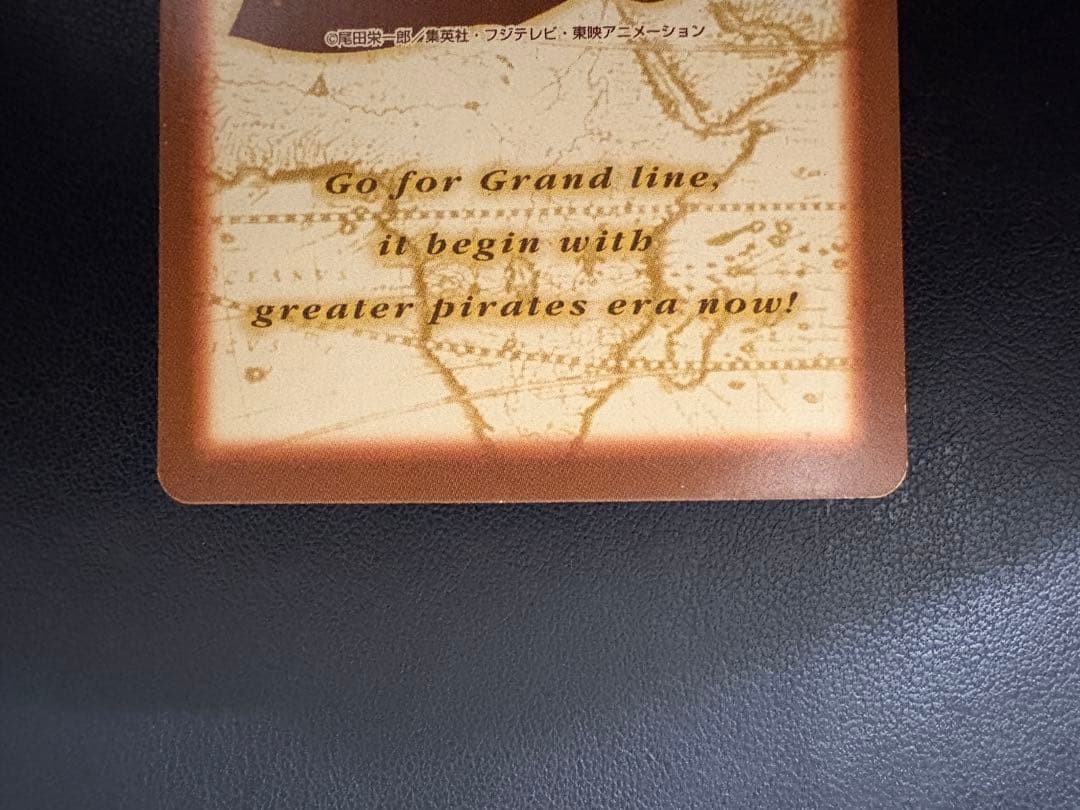 ©尾田栄一郎／集英社・フジテレビ・東映アニメーション
Go for Grand line,
it begin with
greater pirates era now!